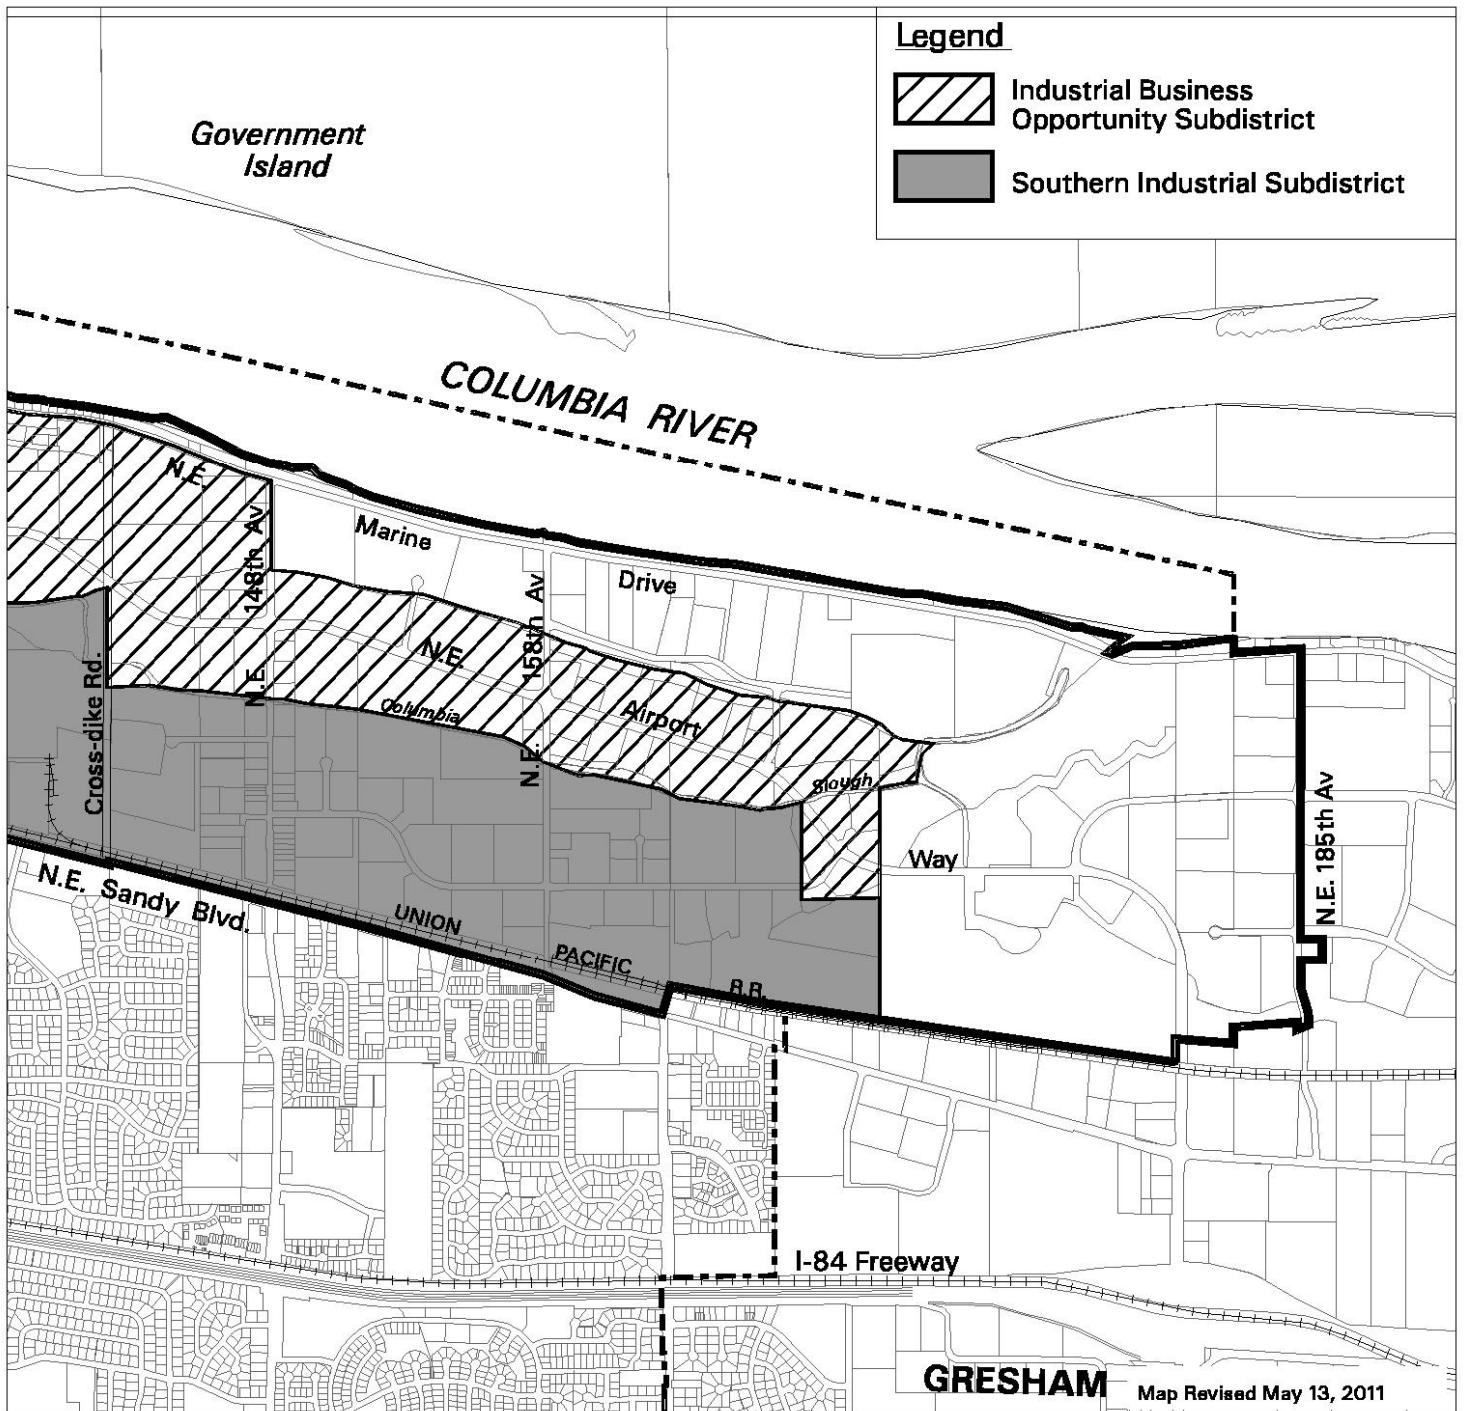 Legend
Industrial Business
Opportunity Subdistrict
Southern Industrial Subdistrict
Government
Island
COLUMBIA RIVER
N.E.
Marine
Drive
N.E. 148th Av
N.E. 158th Av
N.E.
Airport
Way
Columbia
Slough
Cross-dike Rd.
N.E. 185th Av
N.E. Sandy Blvd.
UNION
PACIFIC
R.R.
I-84 Freeway
GRESHAM
Map Revised May 13, 2011